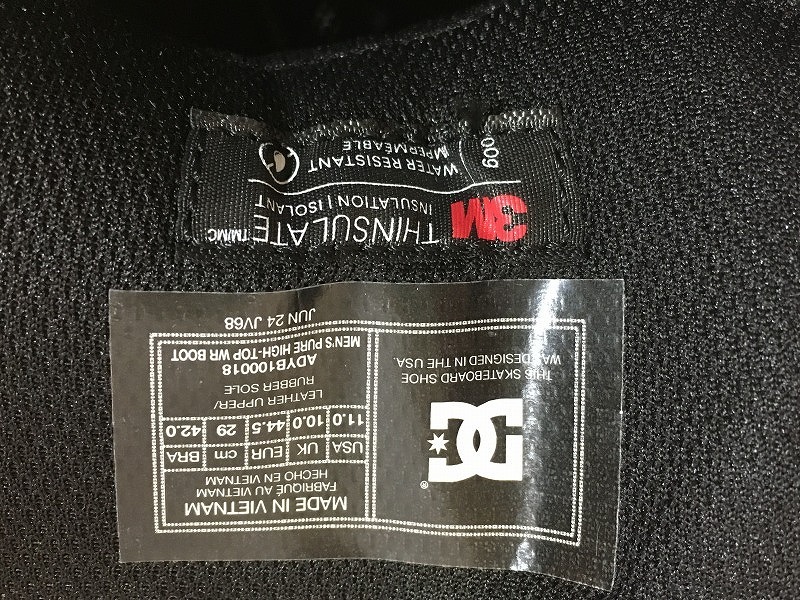 MADE IN VIETNAM
FABRIQUÉ AU VIETNAM
HECHO EN VIETNAM
USA UK EUR cm BRA
11.0 10.0 44.5 29 42.0
LEATHER UPPER/
RUBBER SOLE
ADYB100018
MEN'S PURE HIGH-TOP WR BOOT
JUN 24 JV68
DC ®
THIS SKATEBOARD SHOE
WAS DESIGNED IN THE USA.
3M THINSULATE TM/MC
INSULATION | ISOLANT
WATER RESISTANT
IMPERMÉABLE
600